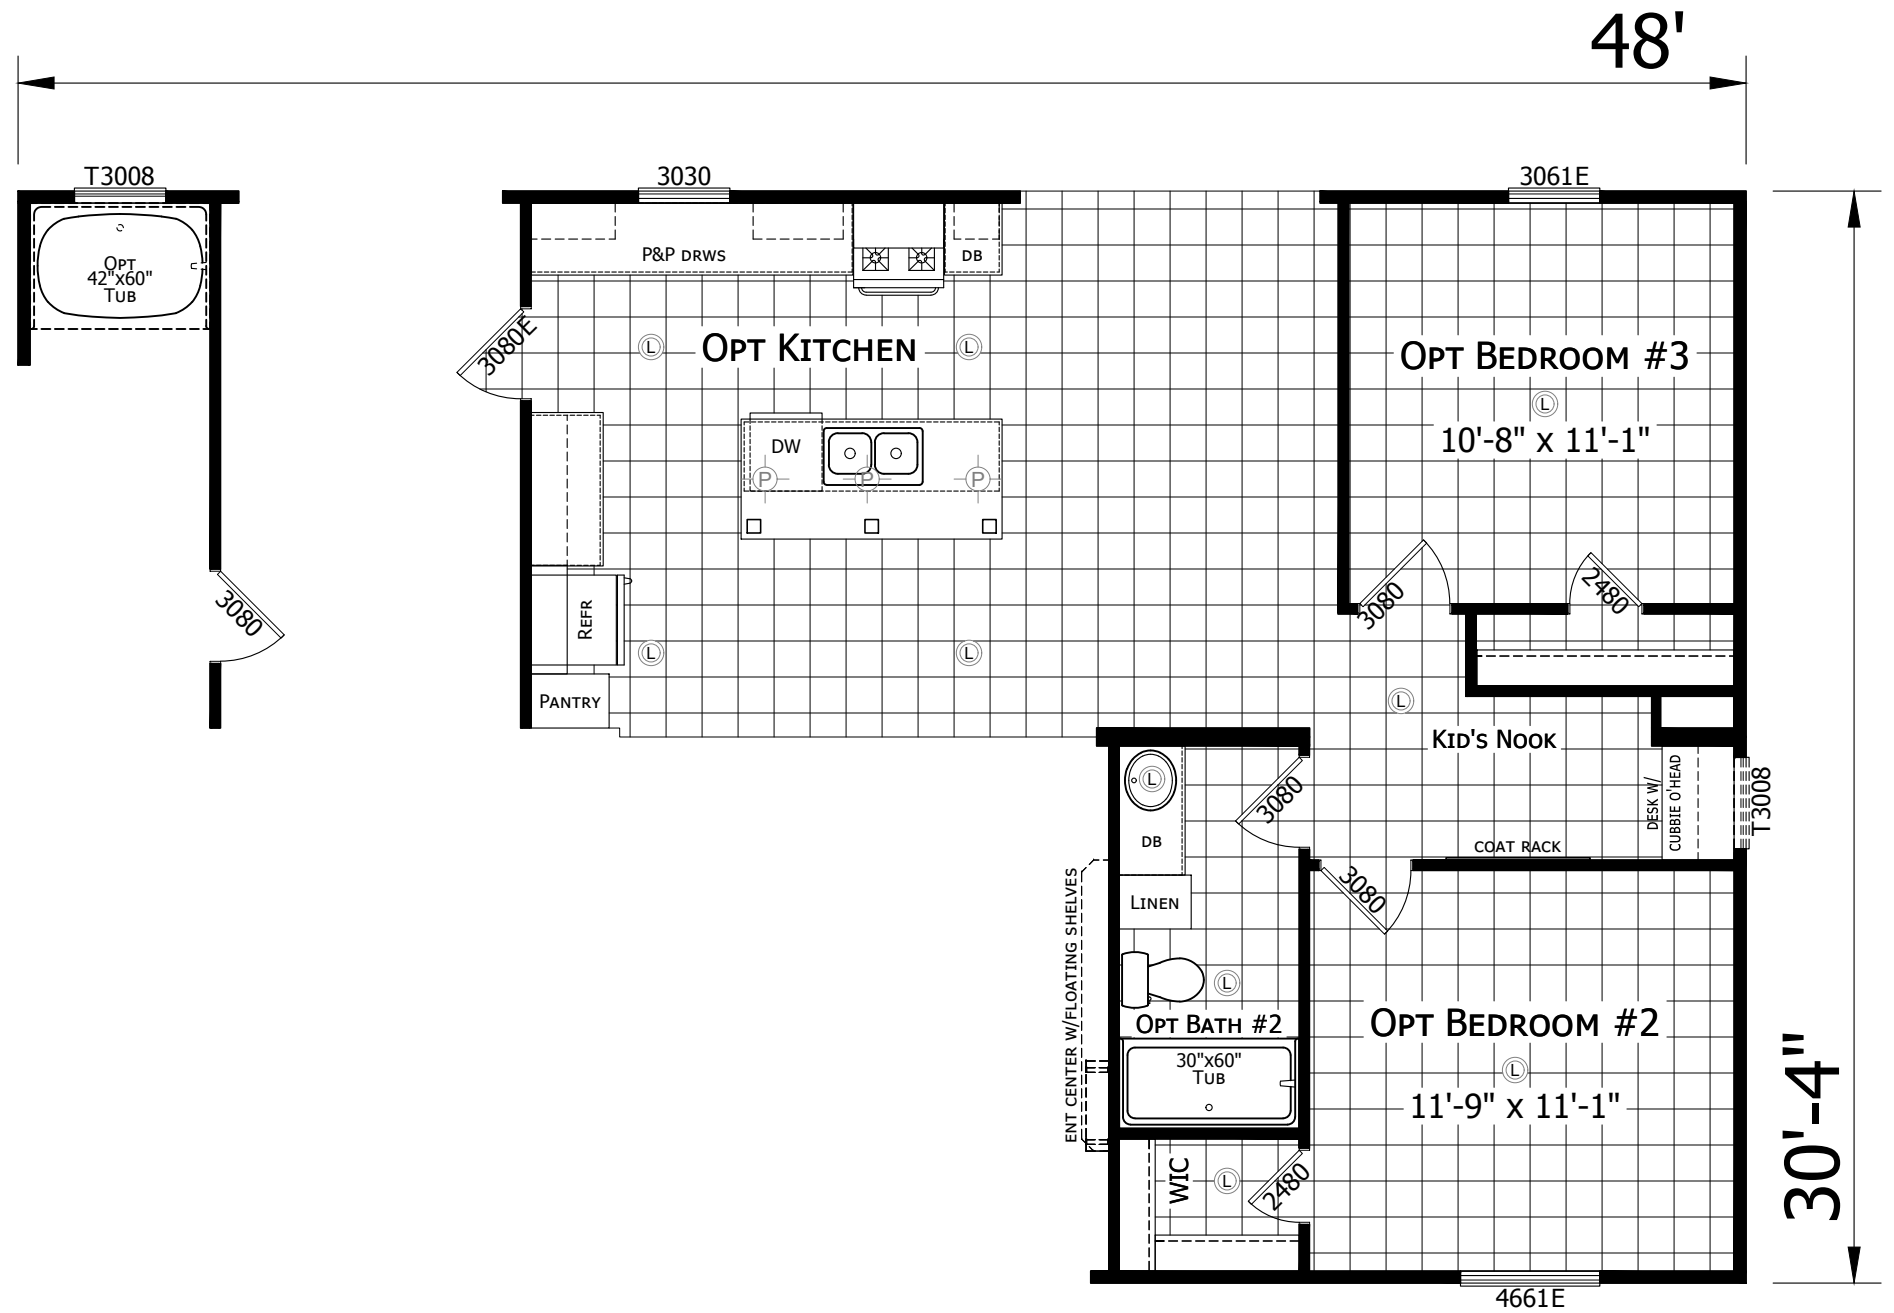 48'
T3008
3030
3061E
OPT
42"x60"
TUB
P&P DRWS
DB
3080E
OPT KITCHEN
L
L
OPT BEDROOM #3
L
10'-8" x 11'-1"
DW
P
P
P
3080
REFR
3080
2480
L
L
PANTRY
L
KID'S NOOK
L
3080
DESK W/
CUBBIE O'HEAD
T3008
DB
COAT RACK
3080
LINEN
ENT CENTER W/FLOATING SHELVES
L
OPT BATH #2
OPT BEDROOM #2
30"x60"
TUB
L
11'-9" x 11'-1"
30'-4"
WIC
L
2480
4661E